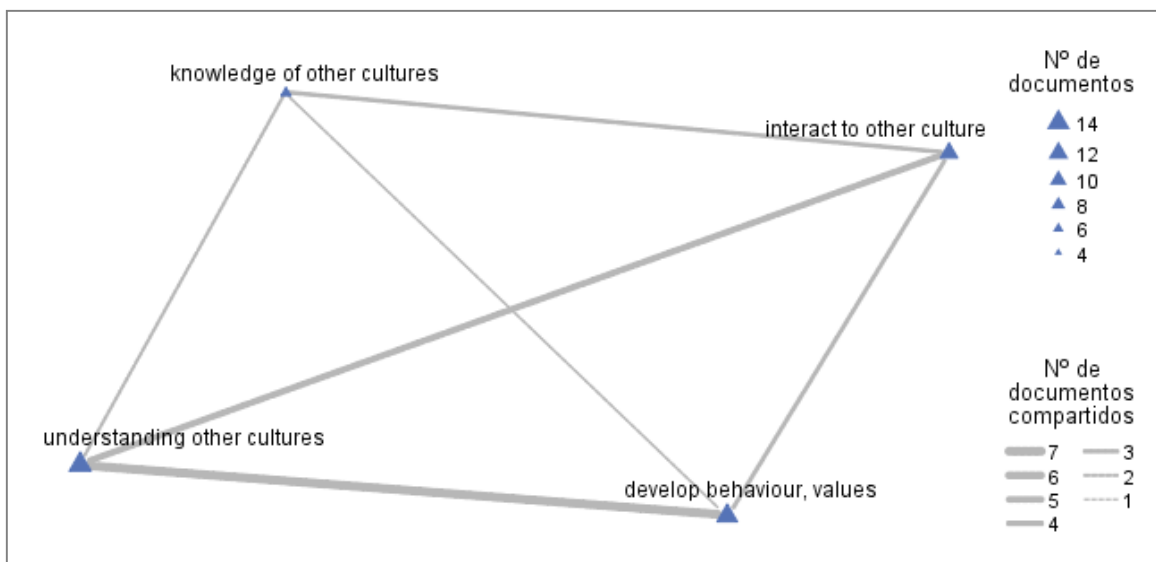 knowledge of other cultures
interact to other culture
understanding other cultures
develop behaviour, values
Nº de
documentos
14
12
10
8
6
4
Nº de
documentos
compartidos
7 3
6 2
5 1
4